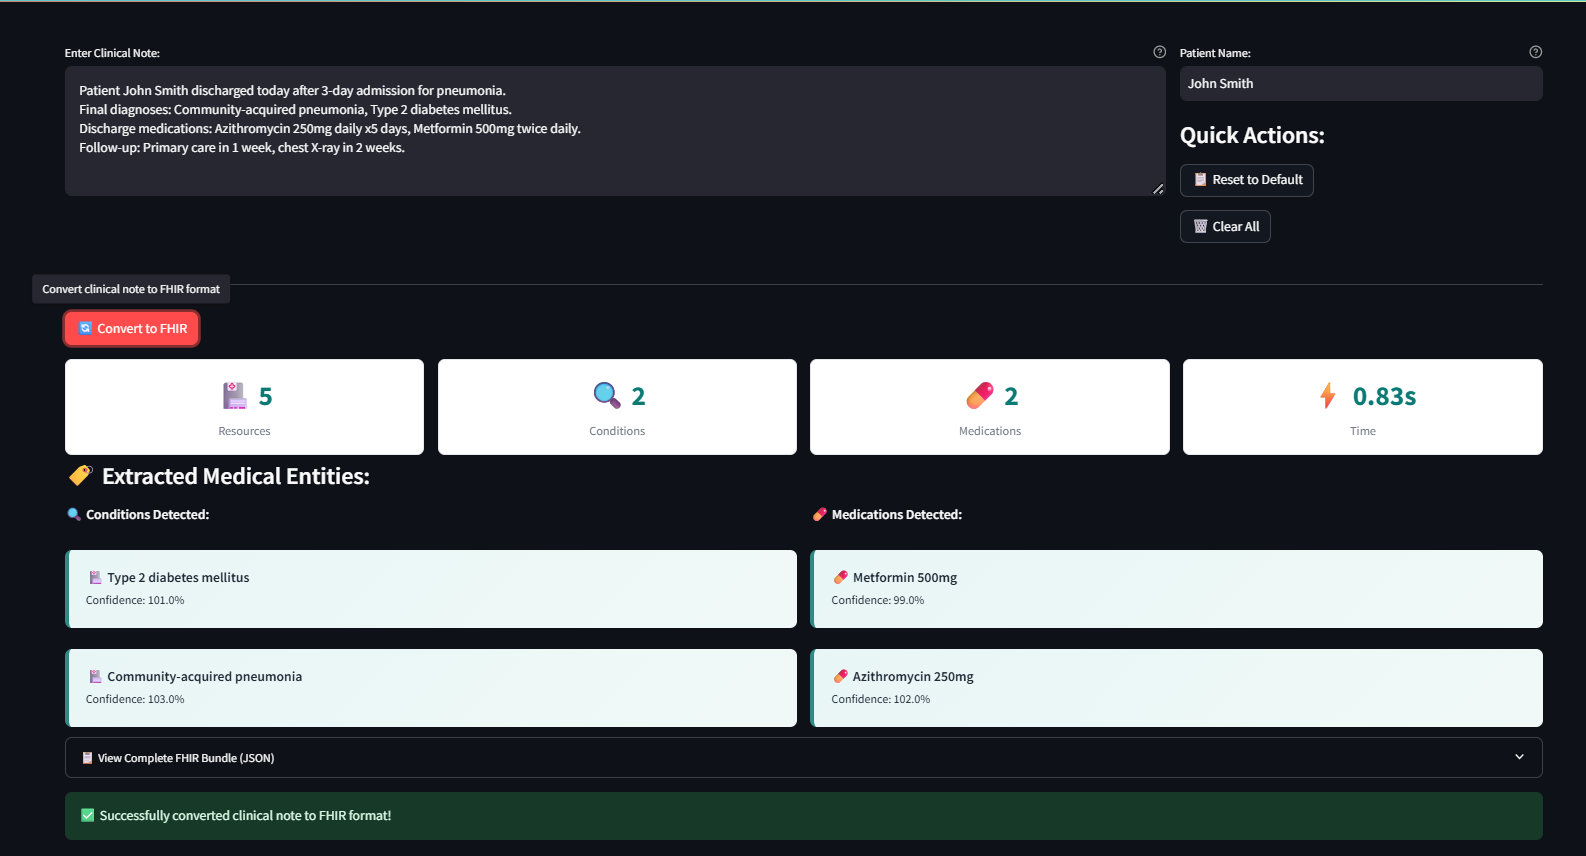 Enter Clinical Note:
Patient John Smith discharged today after 3-day admission for pneumonia.
Final diagnoses: Community-acquired pneumonia, Type 2 diabetes mellitus.
Discharge medications: Azithromycin 250mg daily x5 days, Metformin 500mg twice daily.
Follow-up: Primary care in 1 week, chest X-ray in 2 weeks.
Patient Name:
John Smith
Quick Actions:
Reset to Default
Clear All
Convert clinical note to FHIR format
Convert to FHIR
5
Resources
2
Conditions
2
Medications
0.83s
Time
Extracted Medical Entities:
Conditions Detected:
Type 2 diabetes mellitus
Confidence: 101.0%
Community-acquired pneumonia
Confidence: 103.0%
Medications Detected:
Metformin 500mg
Confidence: 99.0%
Azithromycin 250mg
Confidence: 102.0%
View Complete FHIR Bundle (JSON)
Successfully converted clinical note to FHIR format!